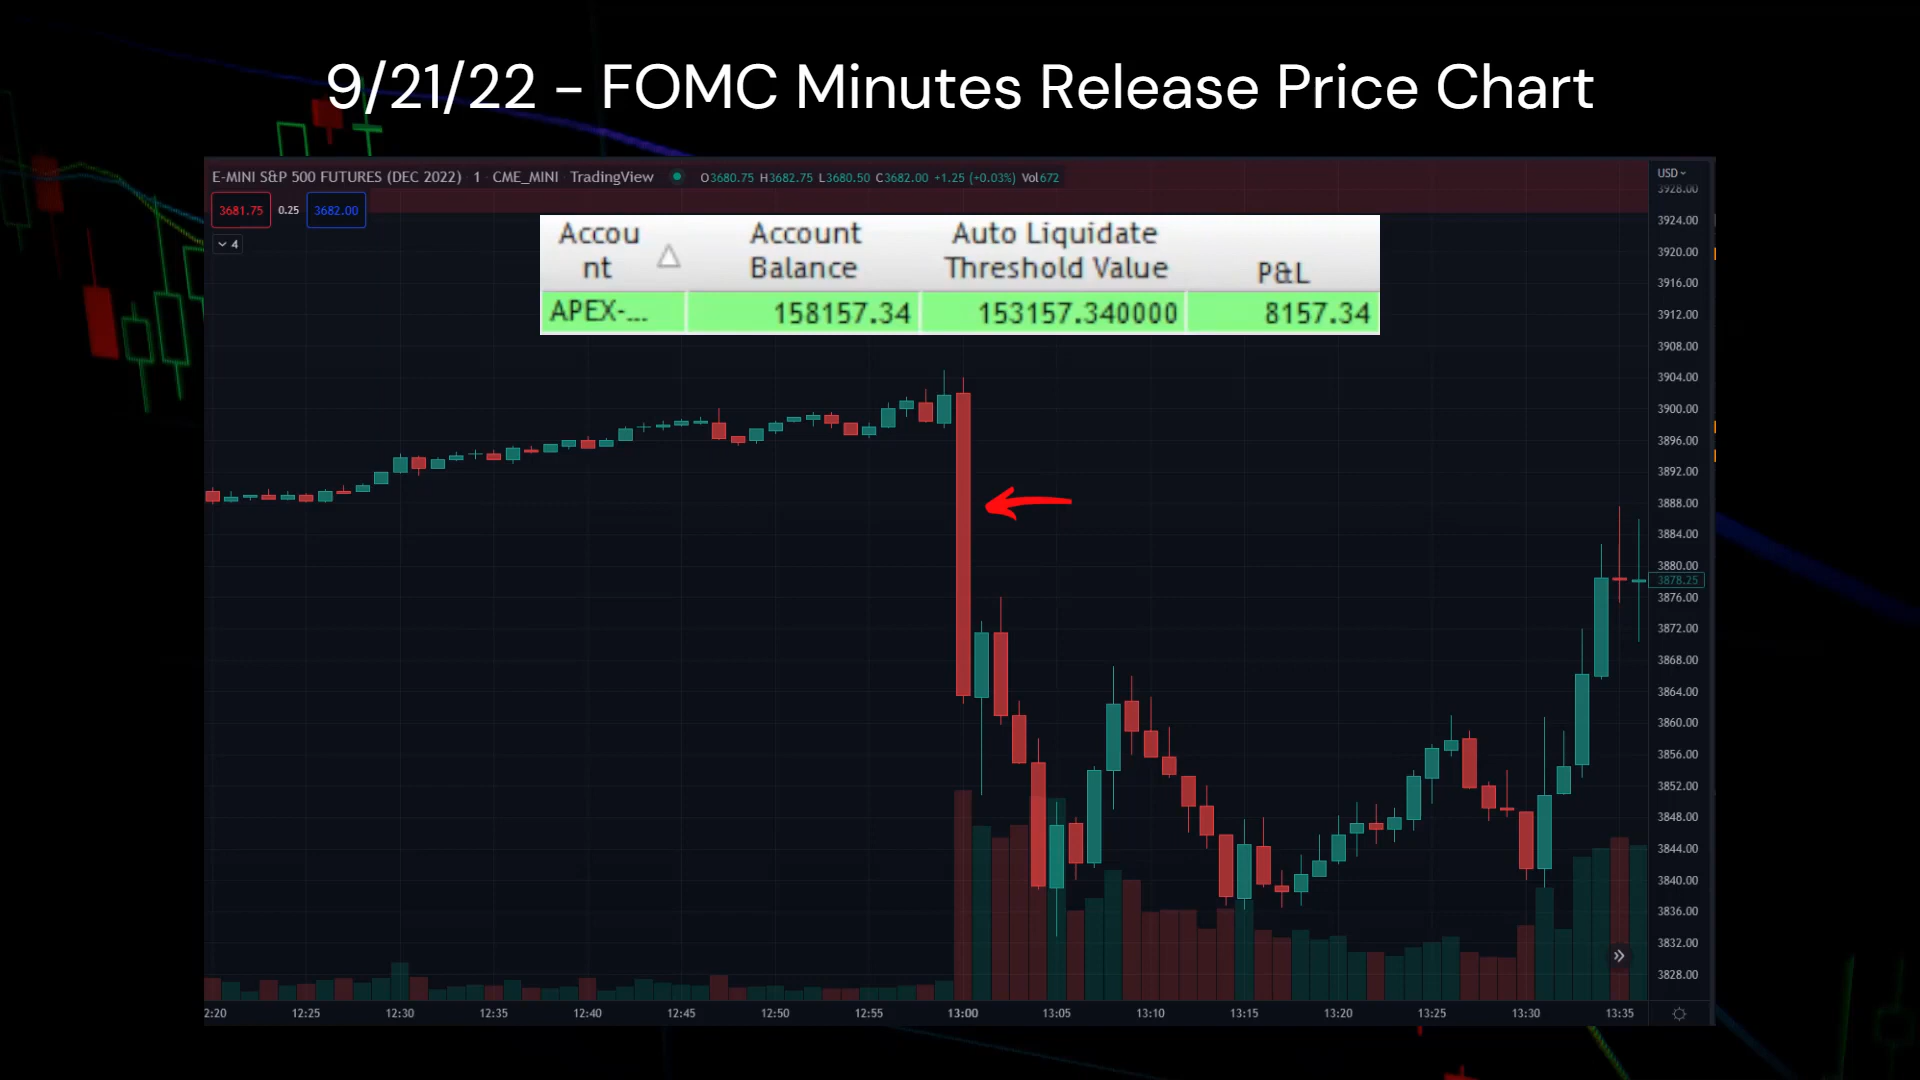 9/21/22 - FOMC Minutes Release Price Chart
E-MINI S&P 500 FUTURES (DEC 2022) 1 CME_MINI TradingView O3680.75 H3682.75 L3680.50 C3682.00 +1.25 (+0.03%) Vol672
USD
3681.75 0.25 3682.00
4
Accou
nt
Account
Balance
Auto Liquidate
Threshold Value
P&L
APEX-... 158157.34 153157.340000 8157.34
3928.00
3924.00
3920.00
3916.00
3912.00
3908.00
3904.00
3900.00
3896.00
3892.00
3888.00
3884.00
3880.00
3878.25
3876.00
3872.00
3868.00
3864.00
3860.00
3856.00
3852.00
3848.00
3844.00
3840.00
3836.00
3832.00
3828.00
2:20 12:25 12:30 12:35 12:40 12:45 12:50 12:55 13:00 13:05 13:10 13:15 13:20 13:25 13:30 13:35